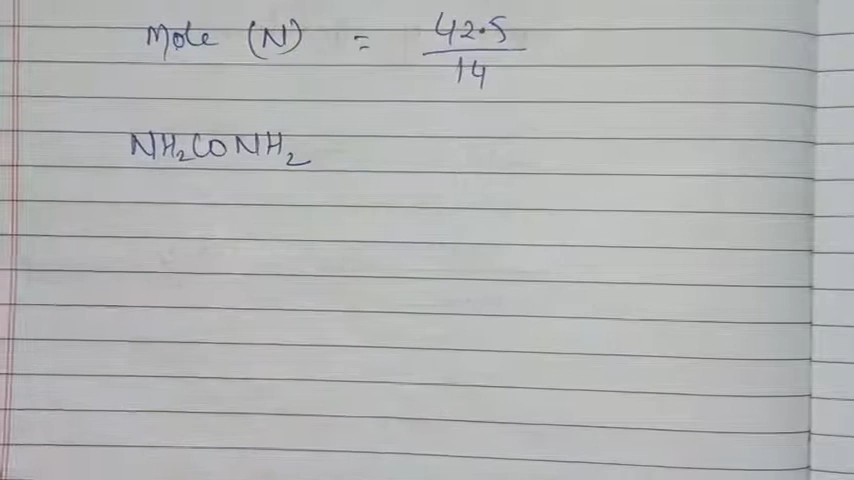 Mole (N) = 42.5/14
NH₂CONH₂